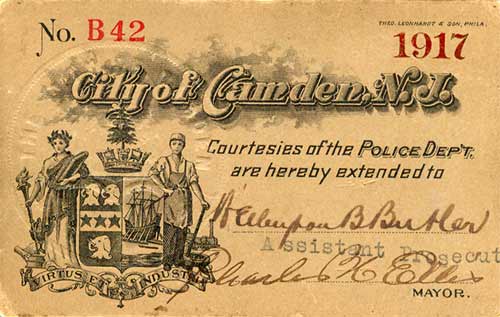 No. B42
THEO. LEONHARDT & SON, PHILA.
1917
City of Camden, N.J.
Courtesies of the POLICE DEP'T.
are hereby extended to
B Butler
Assistant Prosecut
Charles H Ellis
MAYOR.
VIRTUS ET INDUST